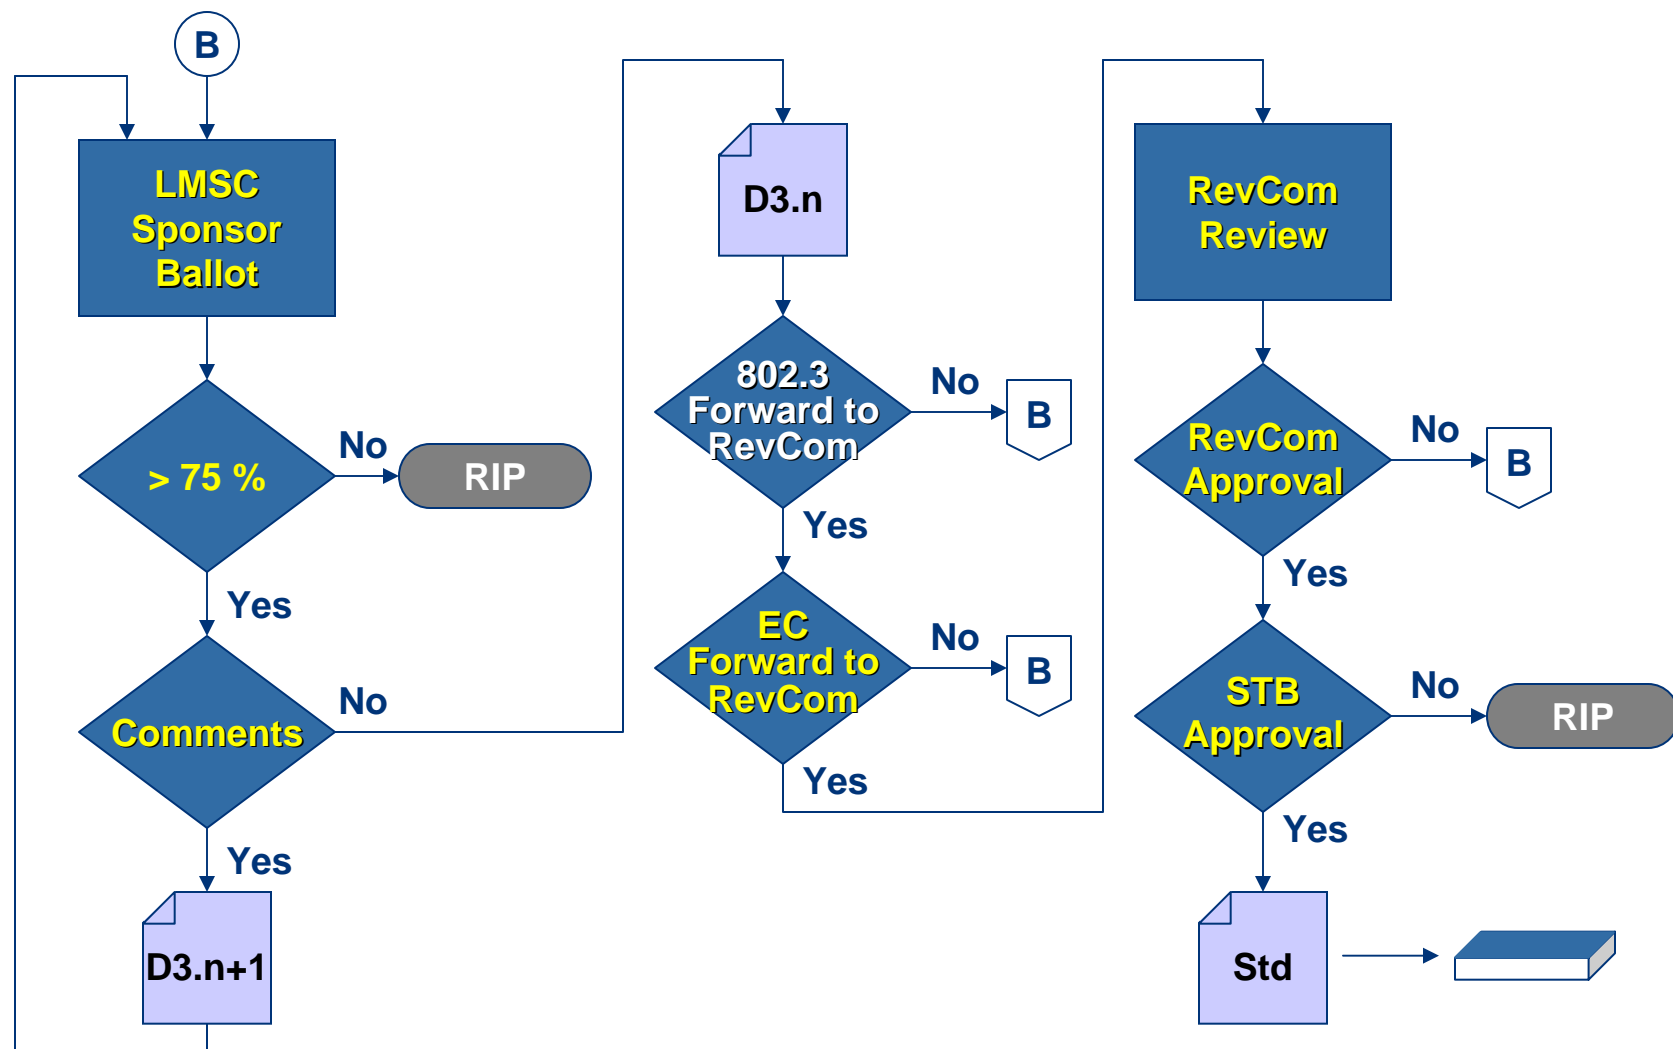 B
LMSC
Sponsor
Ballot
> 75 %
No
RIP
Yes
Comments
No
Yes
D3.n+1
D3.n
802.3
Forward to
RevCom
No
B
Yes
EC
Forward to
RevCom
No
B
Yes
RevCom
Review
RevCom
Approval
No
B
Yes
STB
Approval
No
RIP
Yes
Std